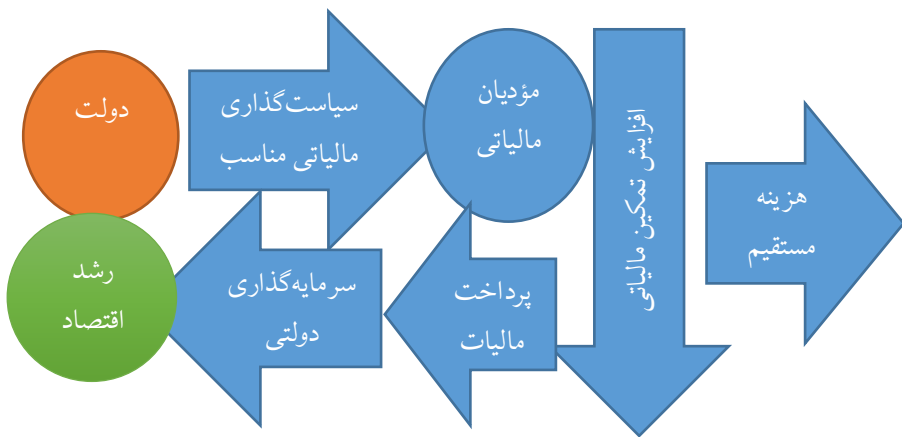 دولت
سیاست‌گذاری
مالیاتی مناسب
مؤدیان
مالیاتی
افزایش تمکین مالیاتی
هزینه
مستقیم
پرداخت
مالیات
سرمایه‌گذاری
دولتی
رشد
اقتصاد